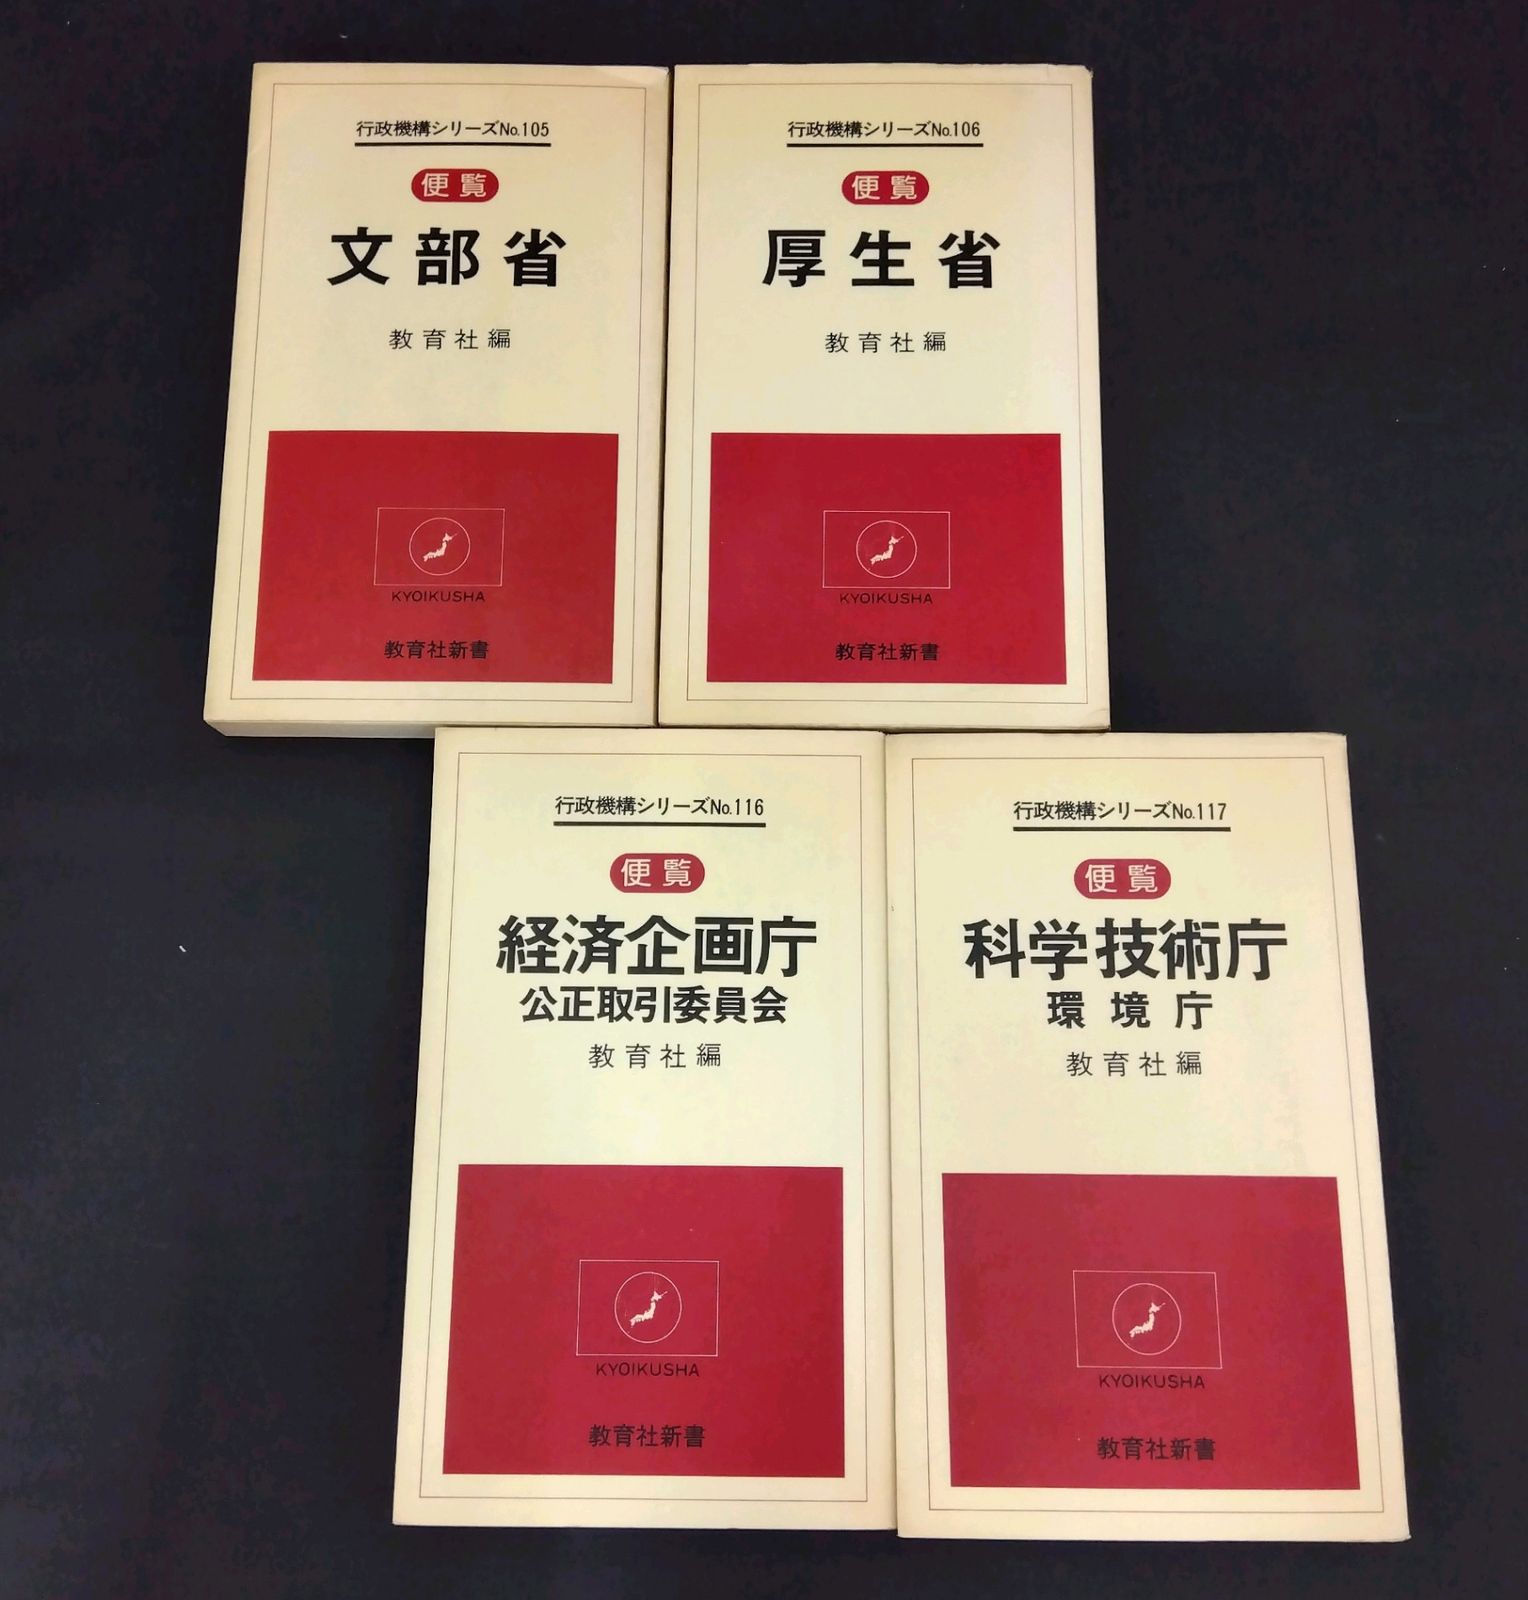 行政機構シリーズNo.105
便覧
文部省
教育社編
KYOIKUSHA
教育社新書
行政機構シリーズNo.106
便覧
厚生省
教育社編
KYOIKUSHA
教育社新書
行政機構シリーズNo.116
便覧
経済企画庁
公正取引委員会
教育社編
KYOIKUSHA
教育社新書
行政機構シリーズNo.117
便覧
科学技術庁
環境庁
教育社編
KYOIKUSHA
教育社新書